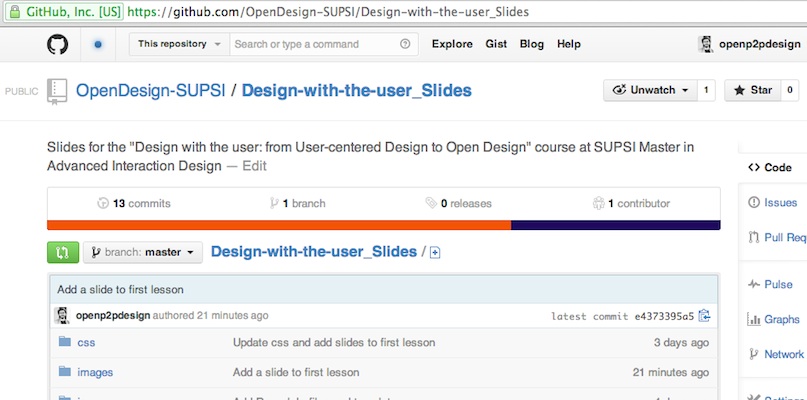 GitHub, Inc. [US] https://github.com/OpenDesign-SUPSI/Design-with-the-user_Slides
This repository Search or type a command Explore Gist Blog Help openp2pdesign
PUBLIC OpenDesign-SUPSI / Design-with-the-user_Slides Unwatch 1 Star 0
Slides for the "Design with the user: from User-centered Design to Open Design" course at SUPSI Master in
Advanced Interaction Design — Edit
Code
13 commits 1 branch 0 releases 1 contributor
Issues
Pull Req
branch: master Design-with-the-user_Slides /
Pulse
Add a slide to first lesson
openp2pdesign authored 21 minutes ago latest commit e4373395a5
Graphs
css Update css and add slides to first lesson 3 days ago
Network
images Add a slide to first lesson 21 minutes ago